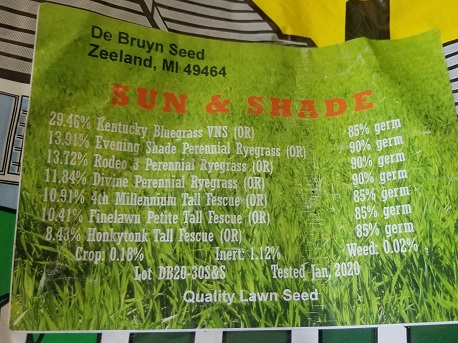 De Bruyn Seed
Zeeland, MI 49464
SUN & SHADE
29.46% Kentucky Bluegrass VNS (OR) 85% germ
13.91% Evening Shade Perennial Ryegrass (OR) 90% germ
13.72% Rodeo 3 Perennial Ryegrass (OR) 90% germ
11.84% Divine Perennial Ryegrass (OR) 90% germ
10.91% 4th Millennium Tall Fescue (OR) 85% germ
10.41% Finelawn Petite Tall Fescue (OR) 85% germ
8.43% Honkytonk Tall Fescue (OR) 85% germ
Crop: 0.18% Inert: 1.12% Weed: 0.02%
Lot DB20-30S&S Tested Jan, 2020
Quality Lawn Seed